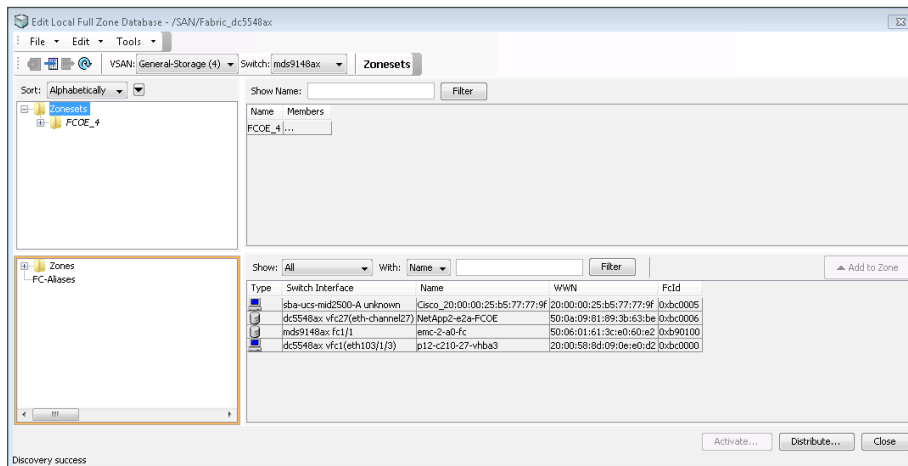 Edit Local Full Zone Database - /SAN/Fabric_dc5548ax
File Edit Tools
VSAN: General-Storage (4) Switch: mds9148ax Zonesets
Sort: Alphabetically Show Name: Filter
Zonesets
FCOE_4
Name Members
FCOE_4 ...
Zones
FC-Aliases
Show: All With: Name Filter Add to Zone
Type Switch Interface Name WWN FcId
sba-ucs-mid2500-A unknown Cisco_20:00:00:25:b5:77:77:9f 20:00:00:25:b5:77:77:9f 0xbc0005
dc5548ax vfc27(eth-channel27) NetApp2-e2a-FCOE 50:0a:09:81:89:3b:63:be 0xbc0006
mds9148ax fc1/1 emc-2-a0-fc 50:06:01:61:3c:e0:60:e2 0xb90100
dc5548ax vfc1(eth103/1/3) p12-c210-27-vhba3 20:00:58:8d:09:0e:e0:d2 0xbc0000
Activate... Distribute... Close
Discovery success